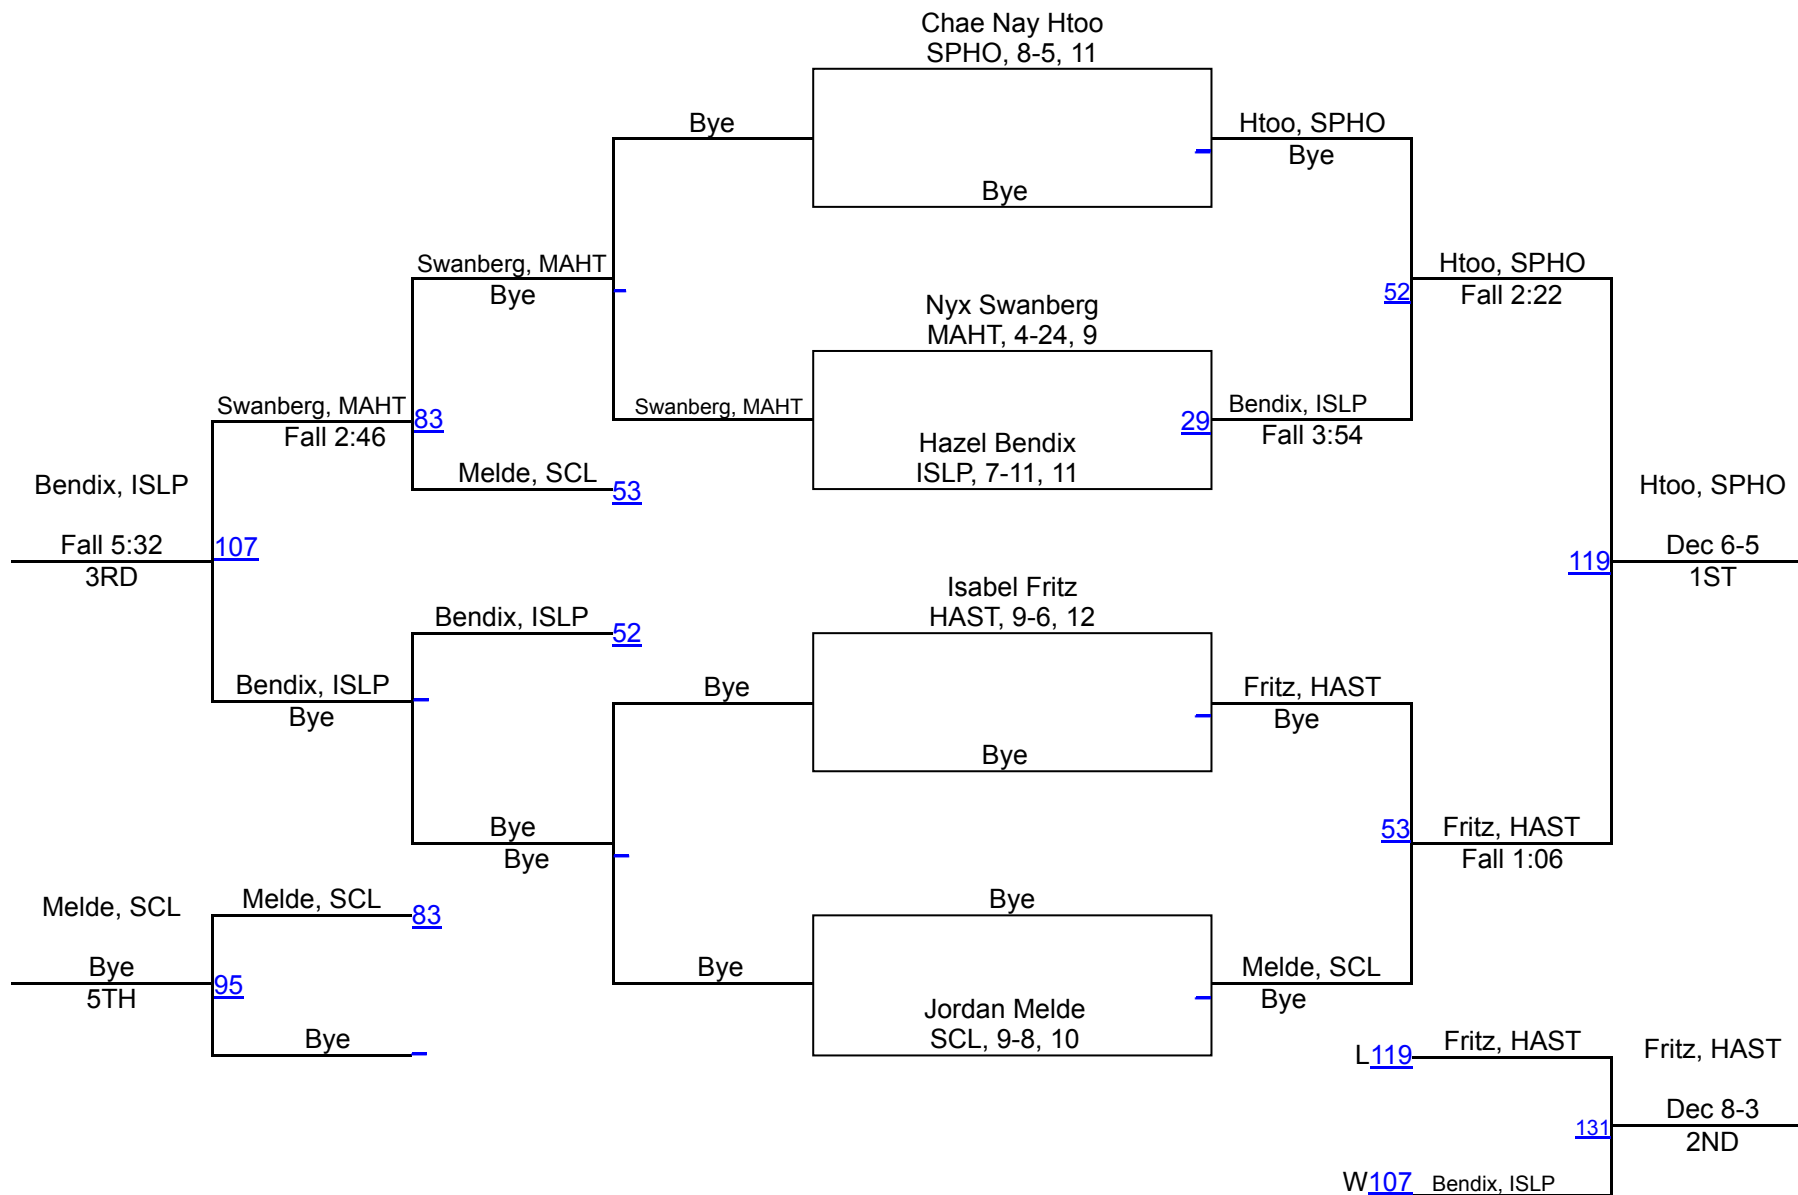 Chae Nay Htoo
SPHO, 8-5, 11
Bye
Htoo, SPHO
Bye
Bye
Swanberg, MAHT
Bye
Htoo, SPHO
52
Fall 2:22
Nyx Swanberg
MAHT, 4-24, 9
Swanberg, MAHT
83
Fall 2:46
Swanberg, MAHT
29
Bendix, ISLP
Fall 3:54
Hazel Bendix
ISLP, 7-11, 11
Melde, SCL
53
Bendix, ISLP
Fall 5:32
107
3RD
Htoo, SPHO
Dec 6-5
119
1ST
Isabel Fritz
HAST, 9-6, 12
Bendix, ISLP
52
Bendix, ISLP
Bye
Bye
Fritz, HAST
Bye
Bye
Bye
Bye
53
Fritz, HAST
Fall 1:06
Melde, SCL
Melde, SCL
83
Bye
Bye
95
5TH
Bye
Melde, SCL
Bye
Jordan Melde
SCL, 9-8, 10
Bye
L119
Fritz, HAST
Fritz, HAST
Dec 8-3
131
2ND
W107
Bendix, ISLP